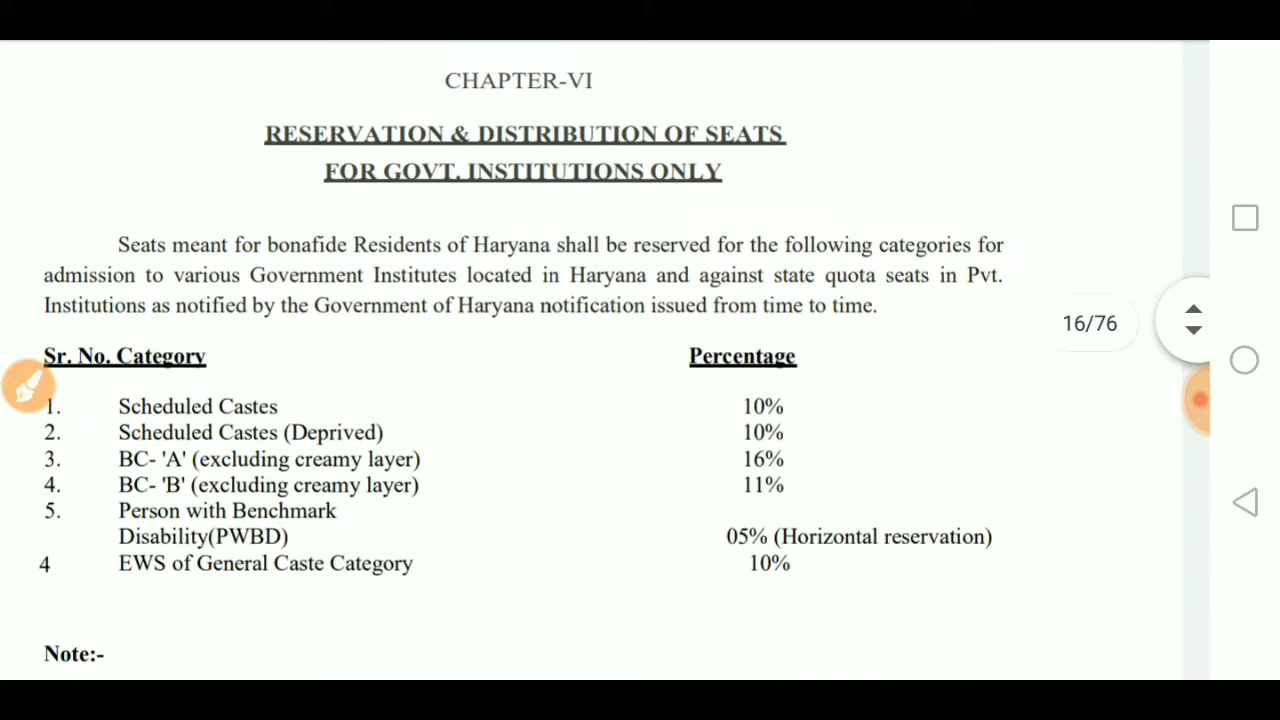 CHAPTER-VI
RESERVATION & DISTRIBUTION OF SEATS
FOR GOVT. INSTITUTIONS ONLY
Seats meant for bonafide Residents of Haryana shall be reserved for the following categories for
admission to various Government Institutes located in Haryana and against state quota seats in Pvt.
Institutions as notified by the Government of Haryana notification issued from time to time.
16/76
Sr. No. Category Percentage
1. Scheduled Castes 10%
2. Scheduled Castes (Deprived) 10%
3. BC- 'A' (excluding creamy layer) 16%
4. BC- 'B' (excluding creamy layer) 11%
5. Person with Benchmark
Disability(PWBD) 05% (Horizontal reservation)
4 EWS of General Caste Category 10%
Note:-